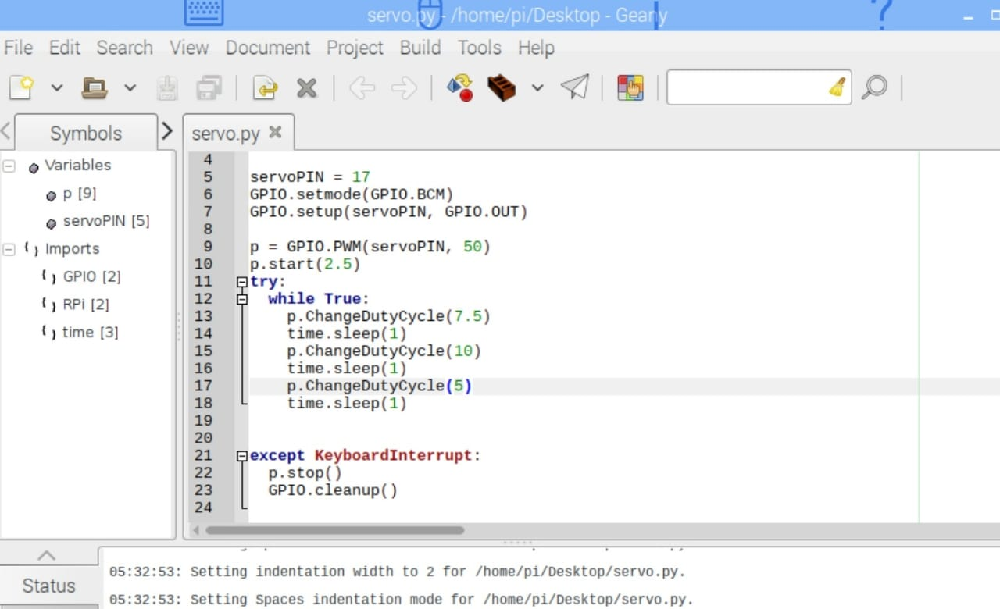 servo.py - /home/pi/Desktop - Geany
File Edit Search View Document Project Build Tools Help
Symbols
servo.py
Variables
p [9]
servoPIN [5]
Imports
GPIO [2]
RPi [2]
time [3]
4
5 servoPIN = 17
6 GPIO.setmode(GPIO.BCM)
7 GPIO.setup(servoPIN, GPIO.OUT)
8
9 p = GPIO.PWM(servoPIN, 50)
10 p.start(2.5)
11 try:
12   while True:
13     p.ChangeDutyCycle(7.5)
14     time.sleep(1)
15     p.ChangeDutyCycle(10)
16     time.sleep(1)
17     p.ChangeDutyCycle(5)
18     time.sleep(1)
19
20
21 except KeyboardInterrupt:
22   p.stop()
23   GPIO.cleanup()
24
Status
05:32:53: Setting indentation width to 2 for /home/pi/Desktop/servo.py.
05:32:53: Setting Spaces indentation mode for /home/pi/Desktop/servo.py.